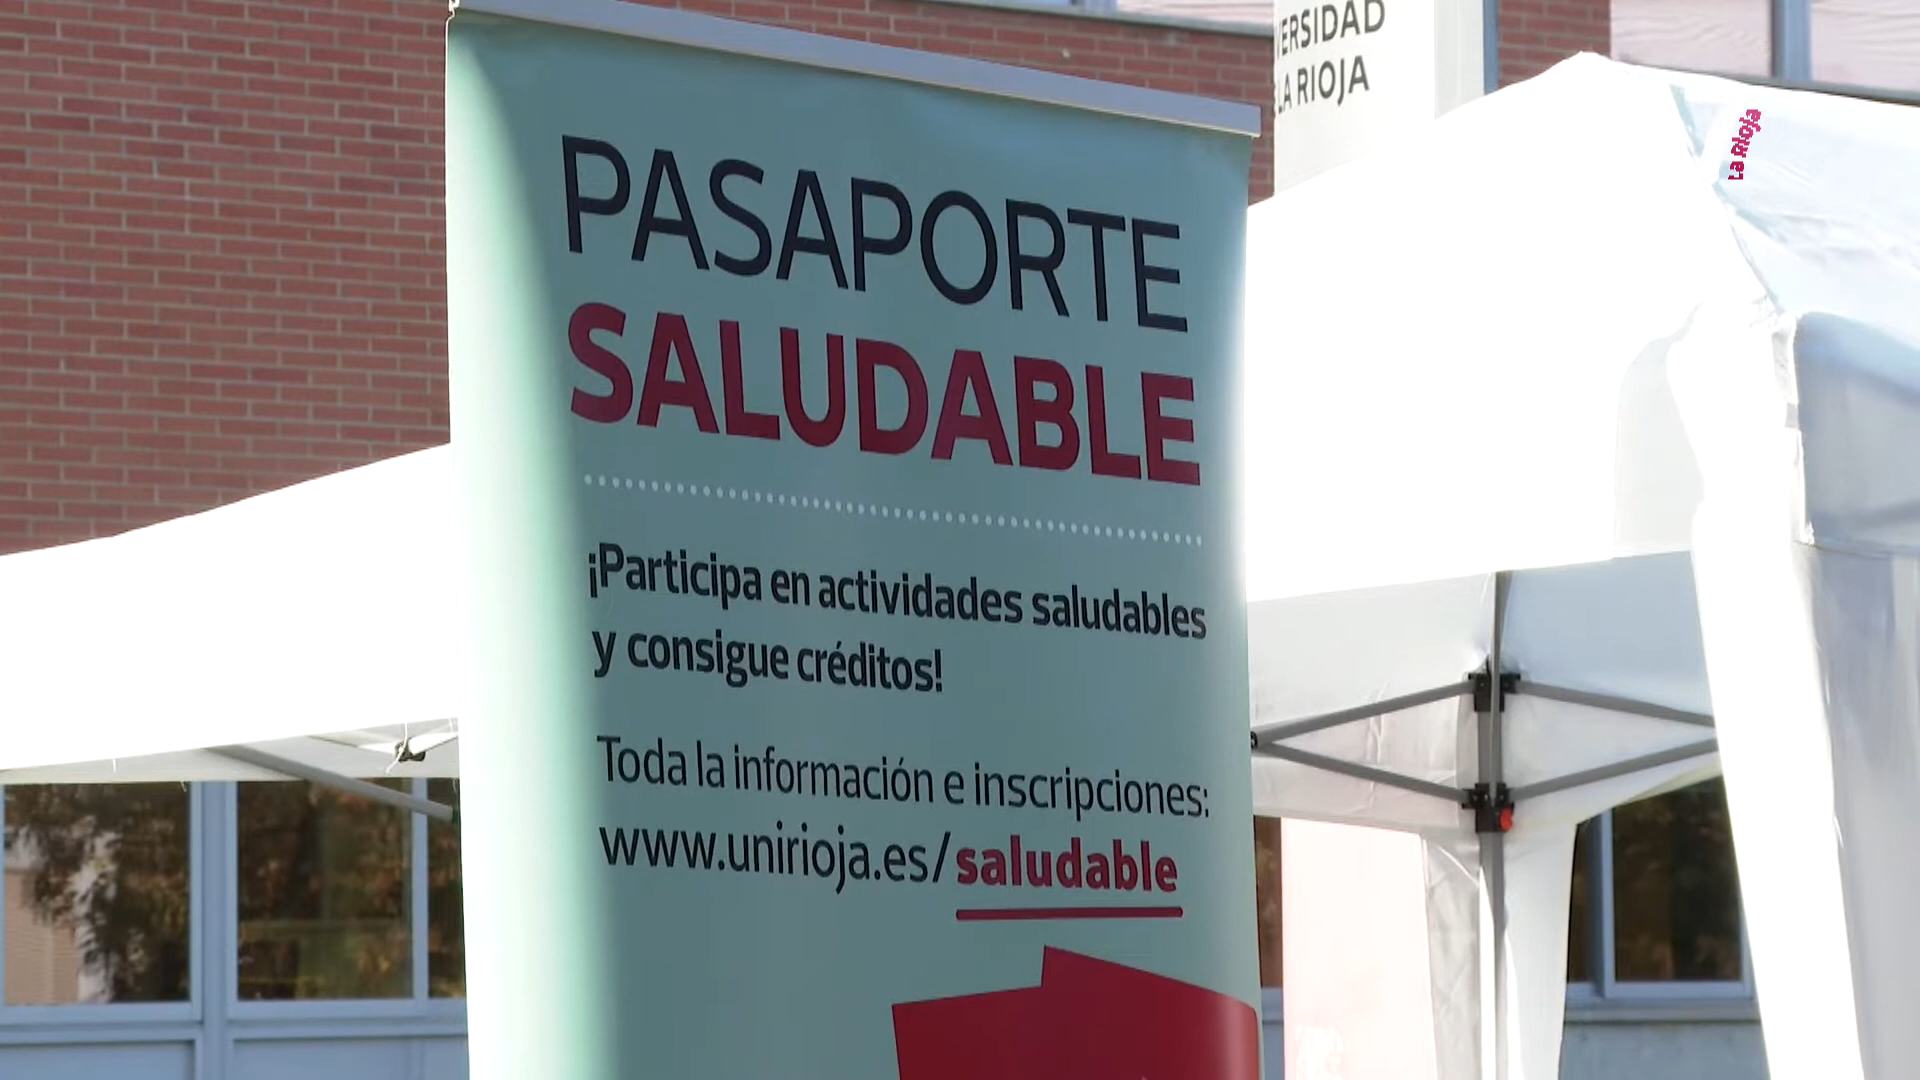 PASAPORTE
SALUDABLE
¡Participa en actividades saludables
y consigue créditos!
Toda la información e inscripciones:
www.unirioja.es/saludable
ERSIDAD
LA RIOJA
La Rioja